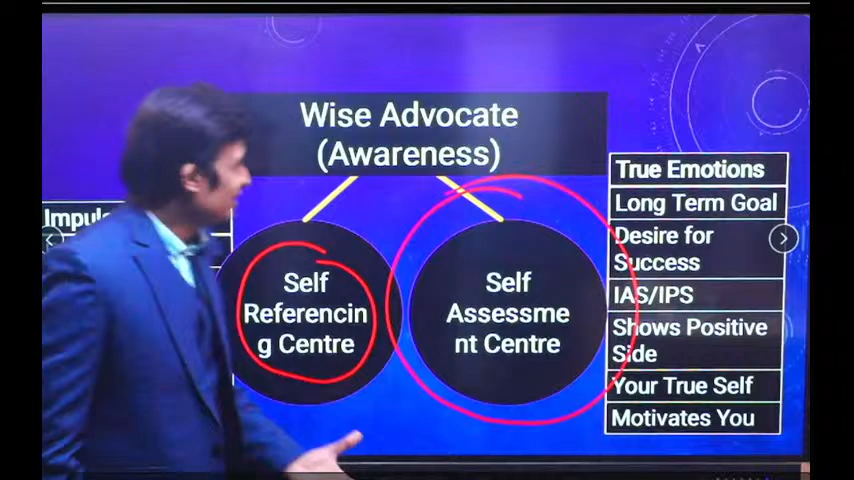 Wise Advocate
(Awareness)
Self
Referencin
g Centre
Self
Assessme
nt Centre
True Emotions
Long Term Goal
Desire for
Success
IAS/IPS
Shows Positive
Side
Your True Self
Motivates You